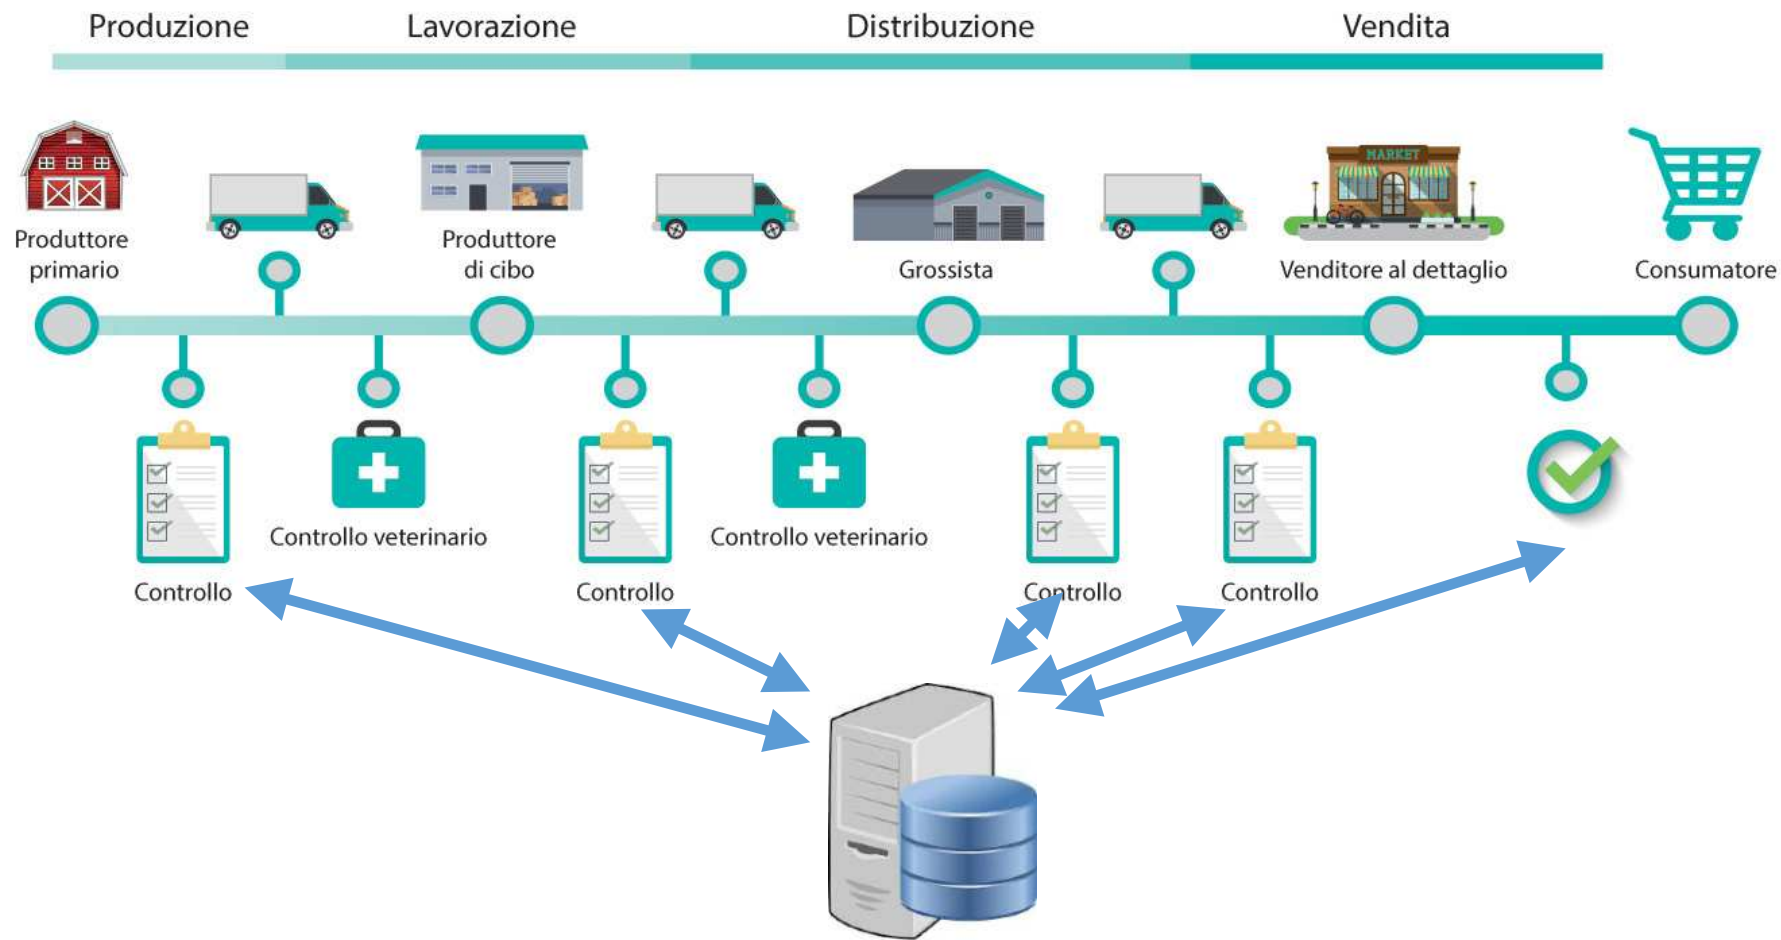 Produzione
Lavorazione
Distribuzione
Vendita
MARKET
Produttore
primario
Produttore
di cibo
Grossista
Venditore al dettaglio
Consumatore
Controllo veterinario
Controllo veterinario
Controllo
Controllo
Controllo
Controllo